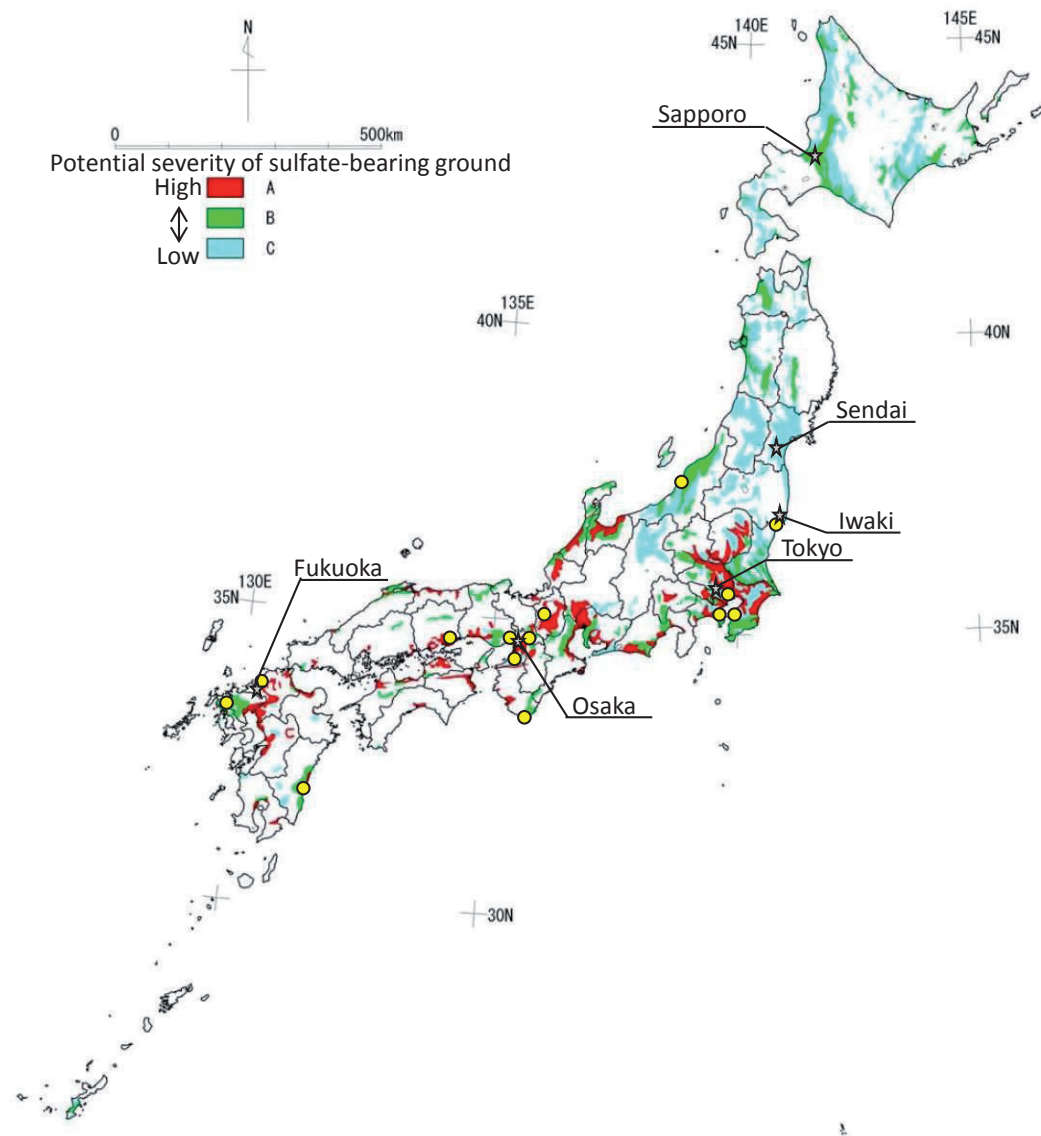 N
0 500km
Potential severity of sulfate-bearing ground
High A
B
Low C
140E
45N
145E
45N
Sapporo
135E
40N
40N
Sendai
Iwaki
Tokyo
Fukuoka
130E
35N
35N
Osaka
30N